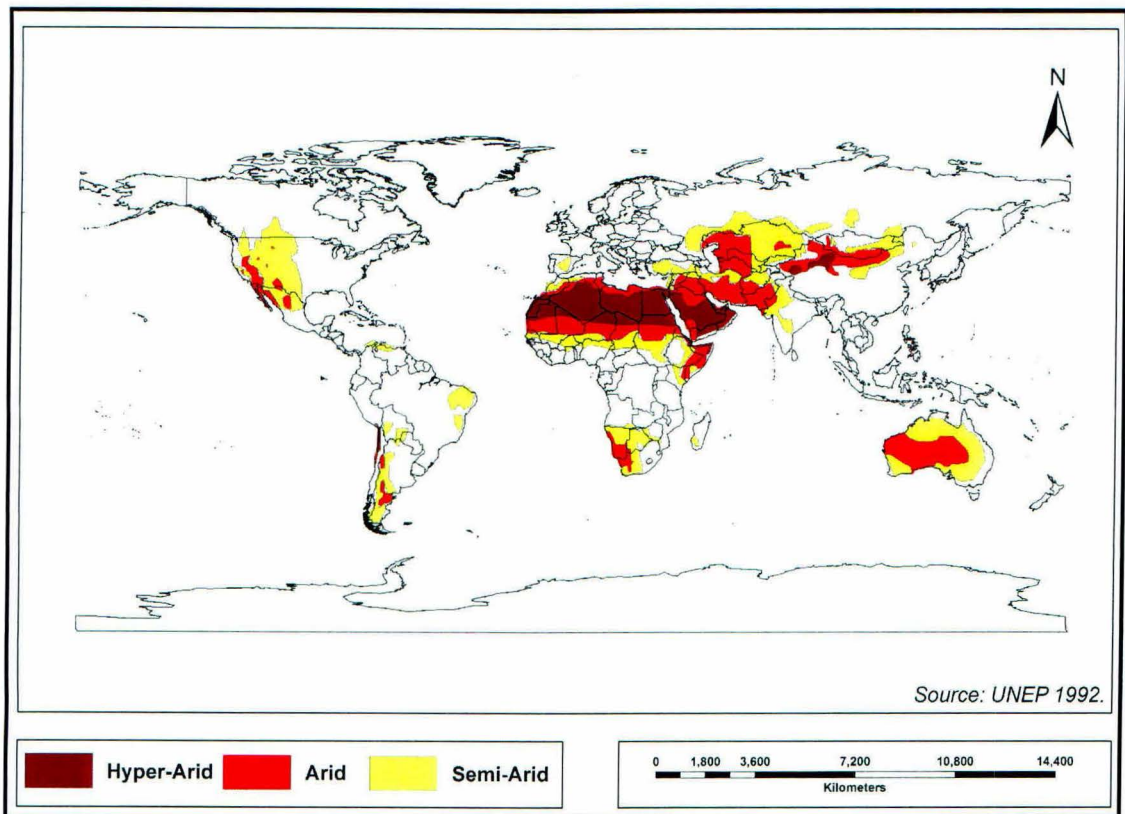 N
Source: UNEP 1992.
Hyper-Arid Arid Semi-Arid
0 1,800 3,600 7,200 10,800 14,400
Kilometers